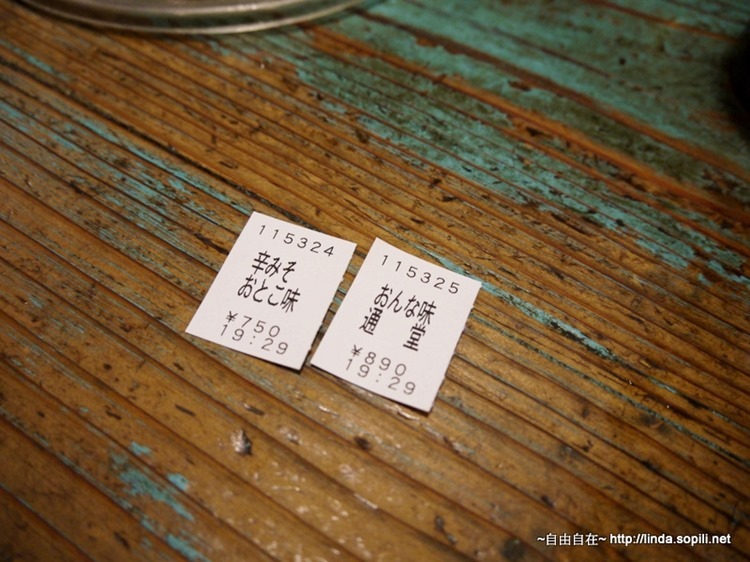 115324
辛みそ
おとこ味
¥750
19:29
115325
おんな味
通 堂
¥890
19:29
~自由自在~ http://linda.sopili.net